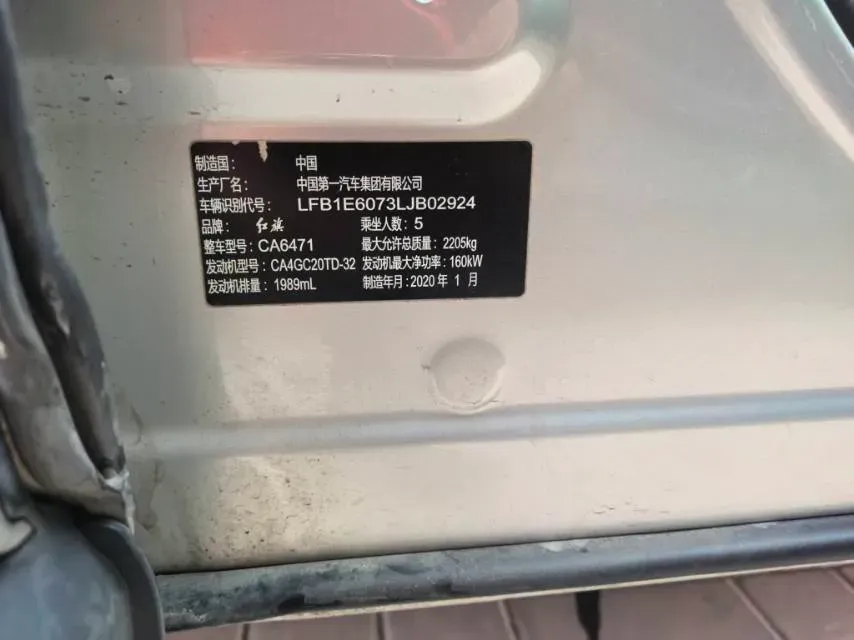 制造国： 中国
生产厂名： 中国第一汽车集团有限公司
车辆识别代号： LFB1E6073LJB02924
品牌： 红旗 乘坐人数：5
整车型号：CA6471 最大允许总质量：2205kg
发动机型号：CA4GC20TD-32 发动机最大净功率：160kW
发动机排量：1989mL 制造年月：2020 年 1 月